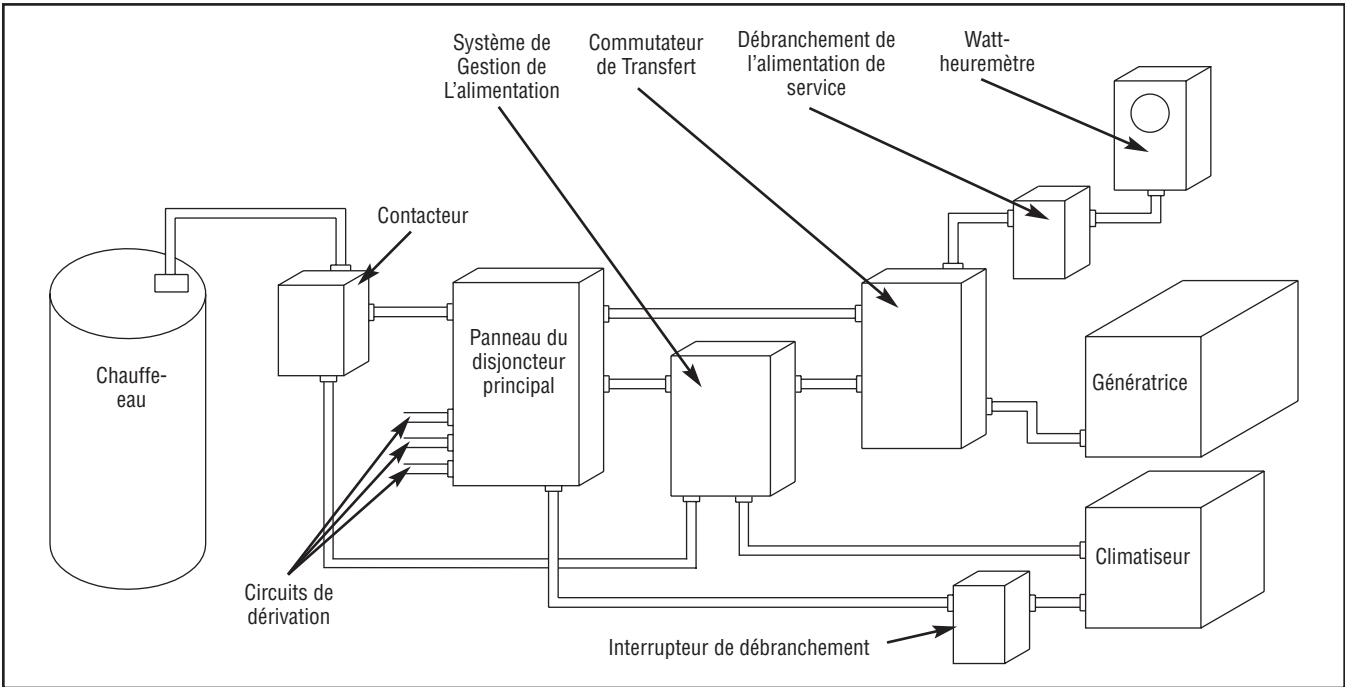 Système de
Gestion de
L'alimentation
Commutateur
de Transfert
Débranchement de
l'alimentation de
service
Watt-
heuremètre
Contacteur
Chauffe-
eau
Panneau du
disjoncteur
principal
Génératrice
Climatiseur
Circuits de
dérivation
Interrupteur de débranchement